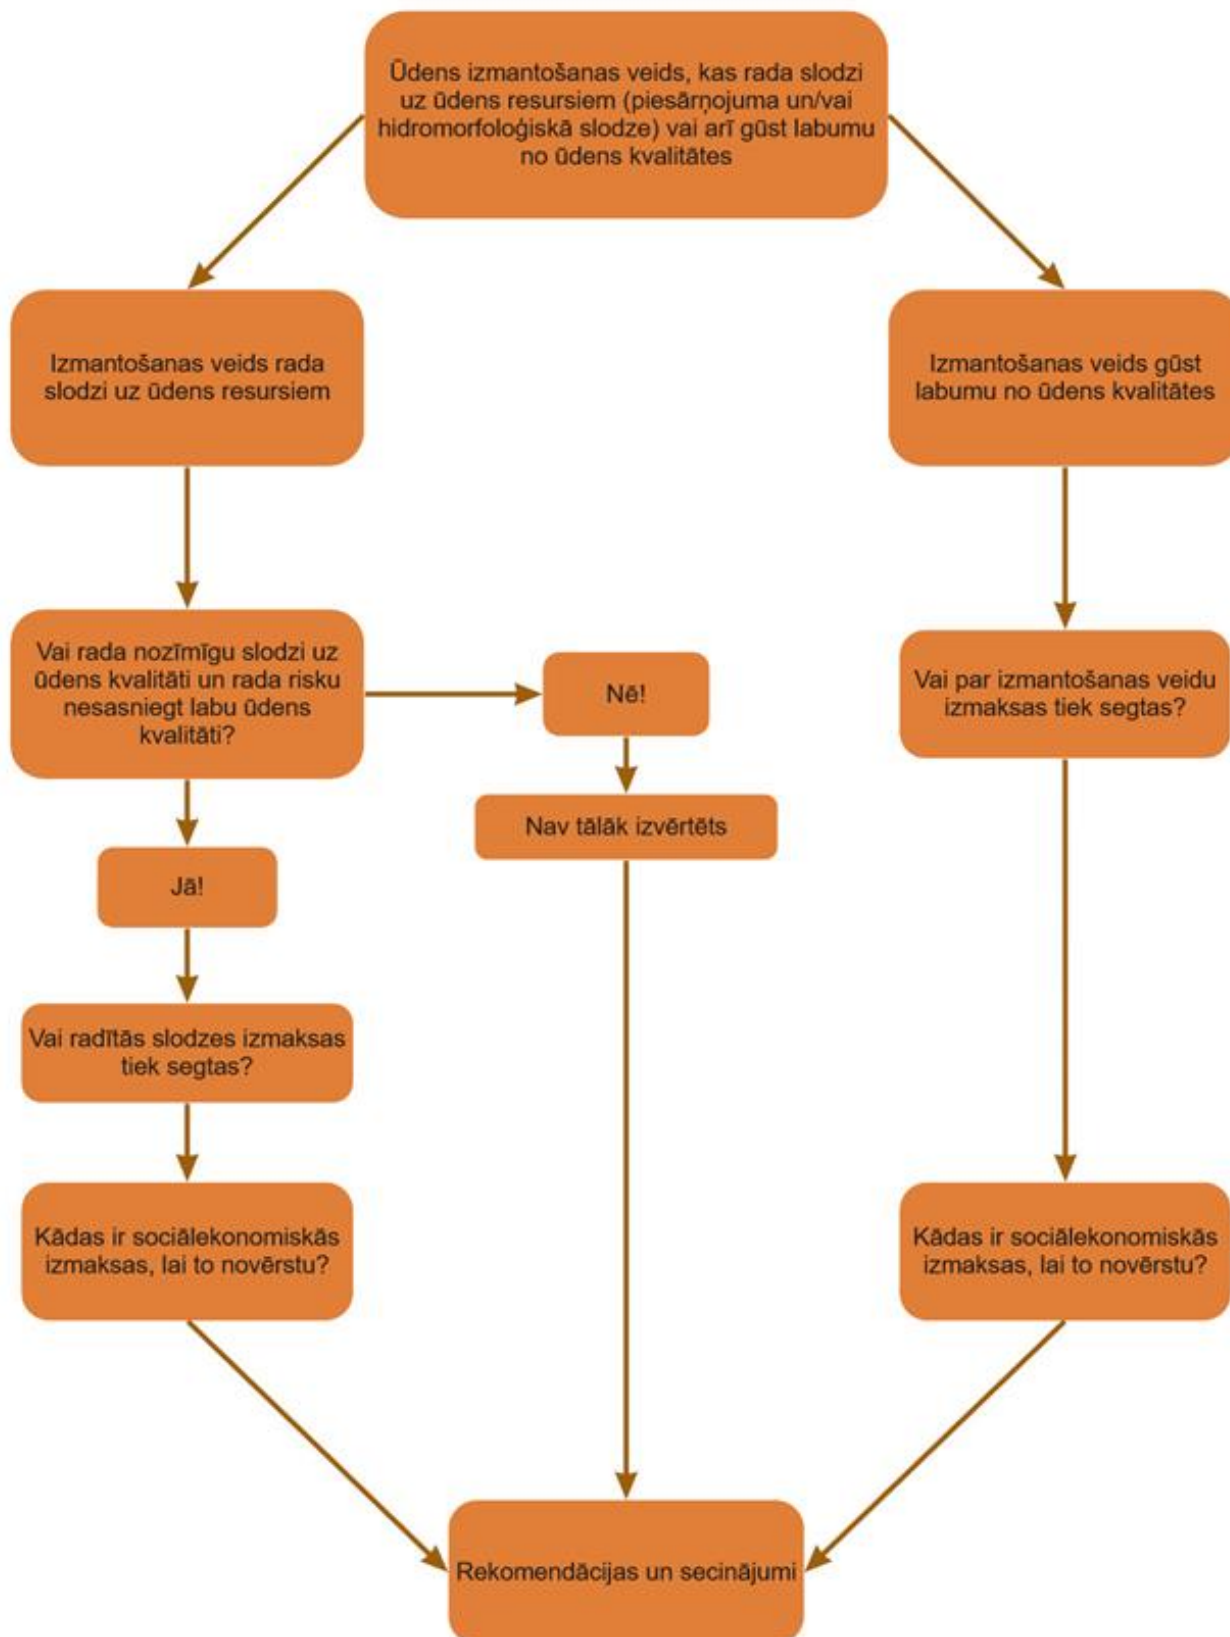 Ūdens izmantošanas veids, kas rada slodzi
uz ūdens resursiem (piesārņojuma un/vai
hidromorfoloģiskā slodze) vai arī gūst labumu
no ūdens kvalitātes
Izmantošanas veids rada
slodzi uz ūdens resursiem
Izmantošanas veids gūst
labumu no ūdens kvalitātes
Vai rada nozīmīgu slodzi uz
ūdens kvalitāti un rada risku
nesasniegt labu ūdens
kvalitāti?
Nē!
Vai par izmantošanas veidu
izmaksas tiek segtas?
Nav tālāk izvērtēts
Jā!
Vai radītās slodzes izmaksas
tiek segtas?
Kādas ir sociālekonomiskās
izmaksas, lai to novērstu?
Kādas ir sociālekonomiskās
izmaksas, lai to novērstu?
Rekomendācijas un secinājumi